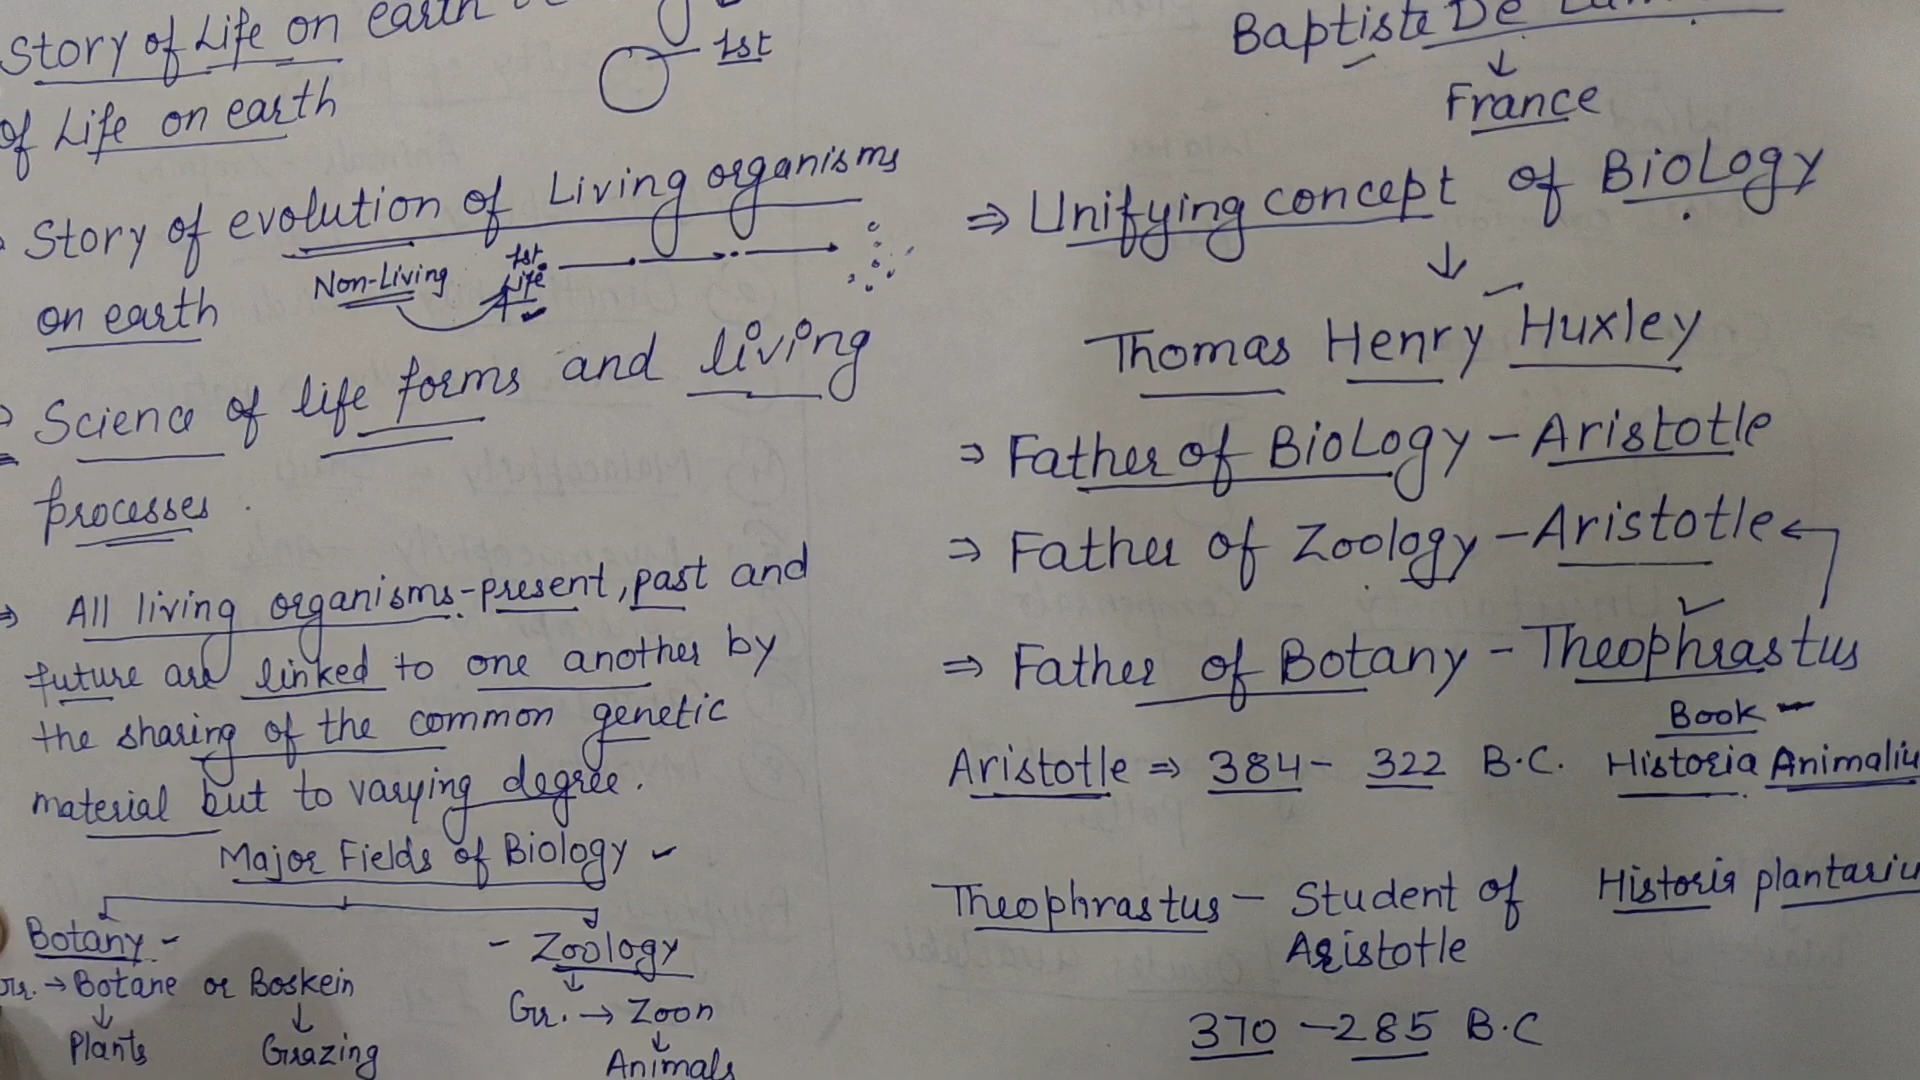 Story of Life on earth
1st
of Life on earth
Story of evolution of Living organisms
Non-Living
1st
Life
on earth
Science of life forms and living
processes
⇒ All living organisms - present, past and
future are linked to one another by
the sharing of the common genetic
material but to varying degree.
Major Fields of Biology
Botany -
- Zoology
Gr. → Botane or Boskein
Gr. → Zoon
↓ Plants
↓ Grazing
↓ Animals
Baptiste De
↓
France
⇒ Unifying concept of Biology
↓
Thomas Henry Huxley
⇒ Father of Biology - Aristotle
⇒ Father of Zoology - Aristotle
⇒ Father of Botany - Theophrastus
Book -
Aristotle ⇒ 384 - 322 B.C. Historia Animaliu
Theophrastus - Student of Historia plantariu
Aristotle
370 - 285 B.C